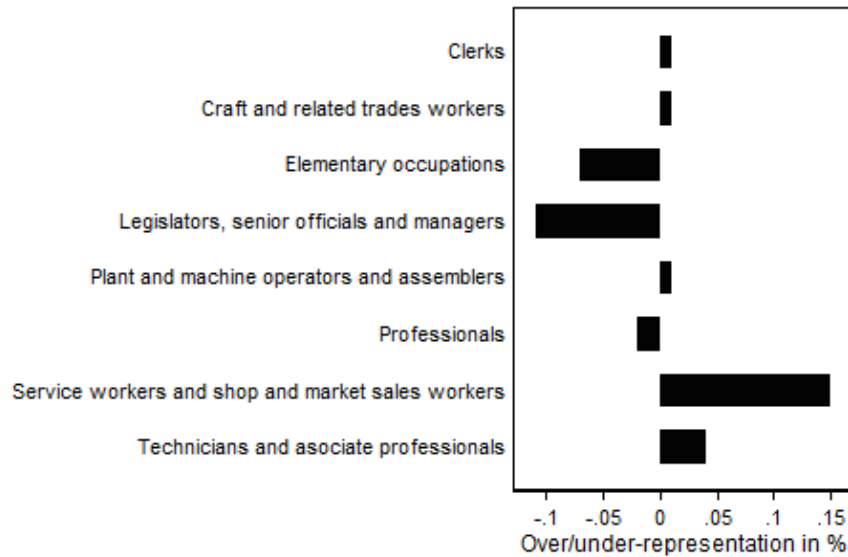 Clerks
Craft and related trades workers
Elementary occupations
Legislators, senior officials and managers
Plant and machine operators and assemblers
Professionals
Service workers and shop and market sales workers
Technicians and asociate professionals
-.1 -.05 0 .05 .1 .15
Over/under-representation in %